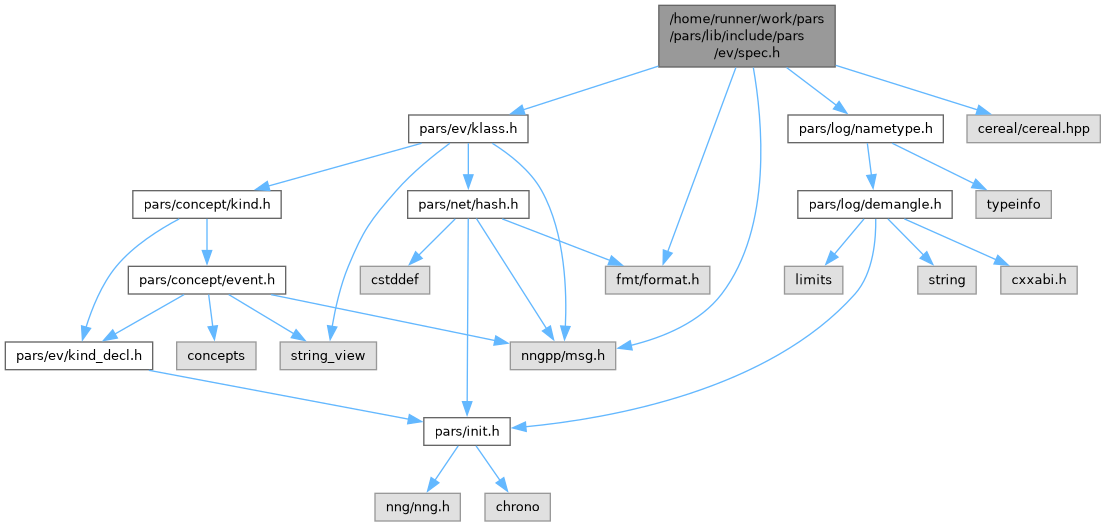 /home/runner/work/pars
/pars/lib/include/pars
/ev/spec.h
pars/ev/klass.h
pars/log/nametype.h
cereal/cereal.hpp
pars/concept/kind.h
pars/net/hash.h
pars/log/demangle.h
typeinfo
pars/concept/event.h
cstddef
fmt/format.h
limits
string
cxxabi.h
pars/ev/kind_decl.h
concepts
string_view
nngpp/msg.h
pars/init.h
nng/nng.h
chrono